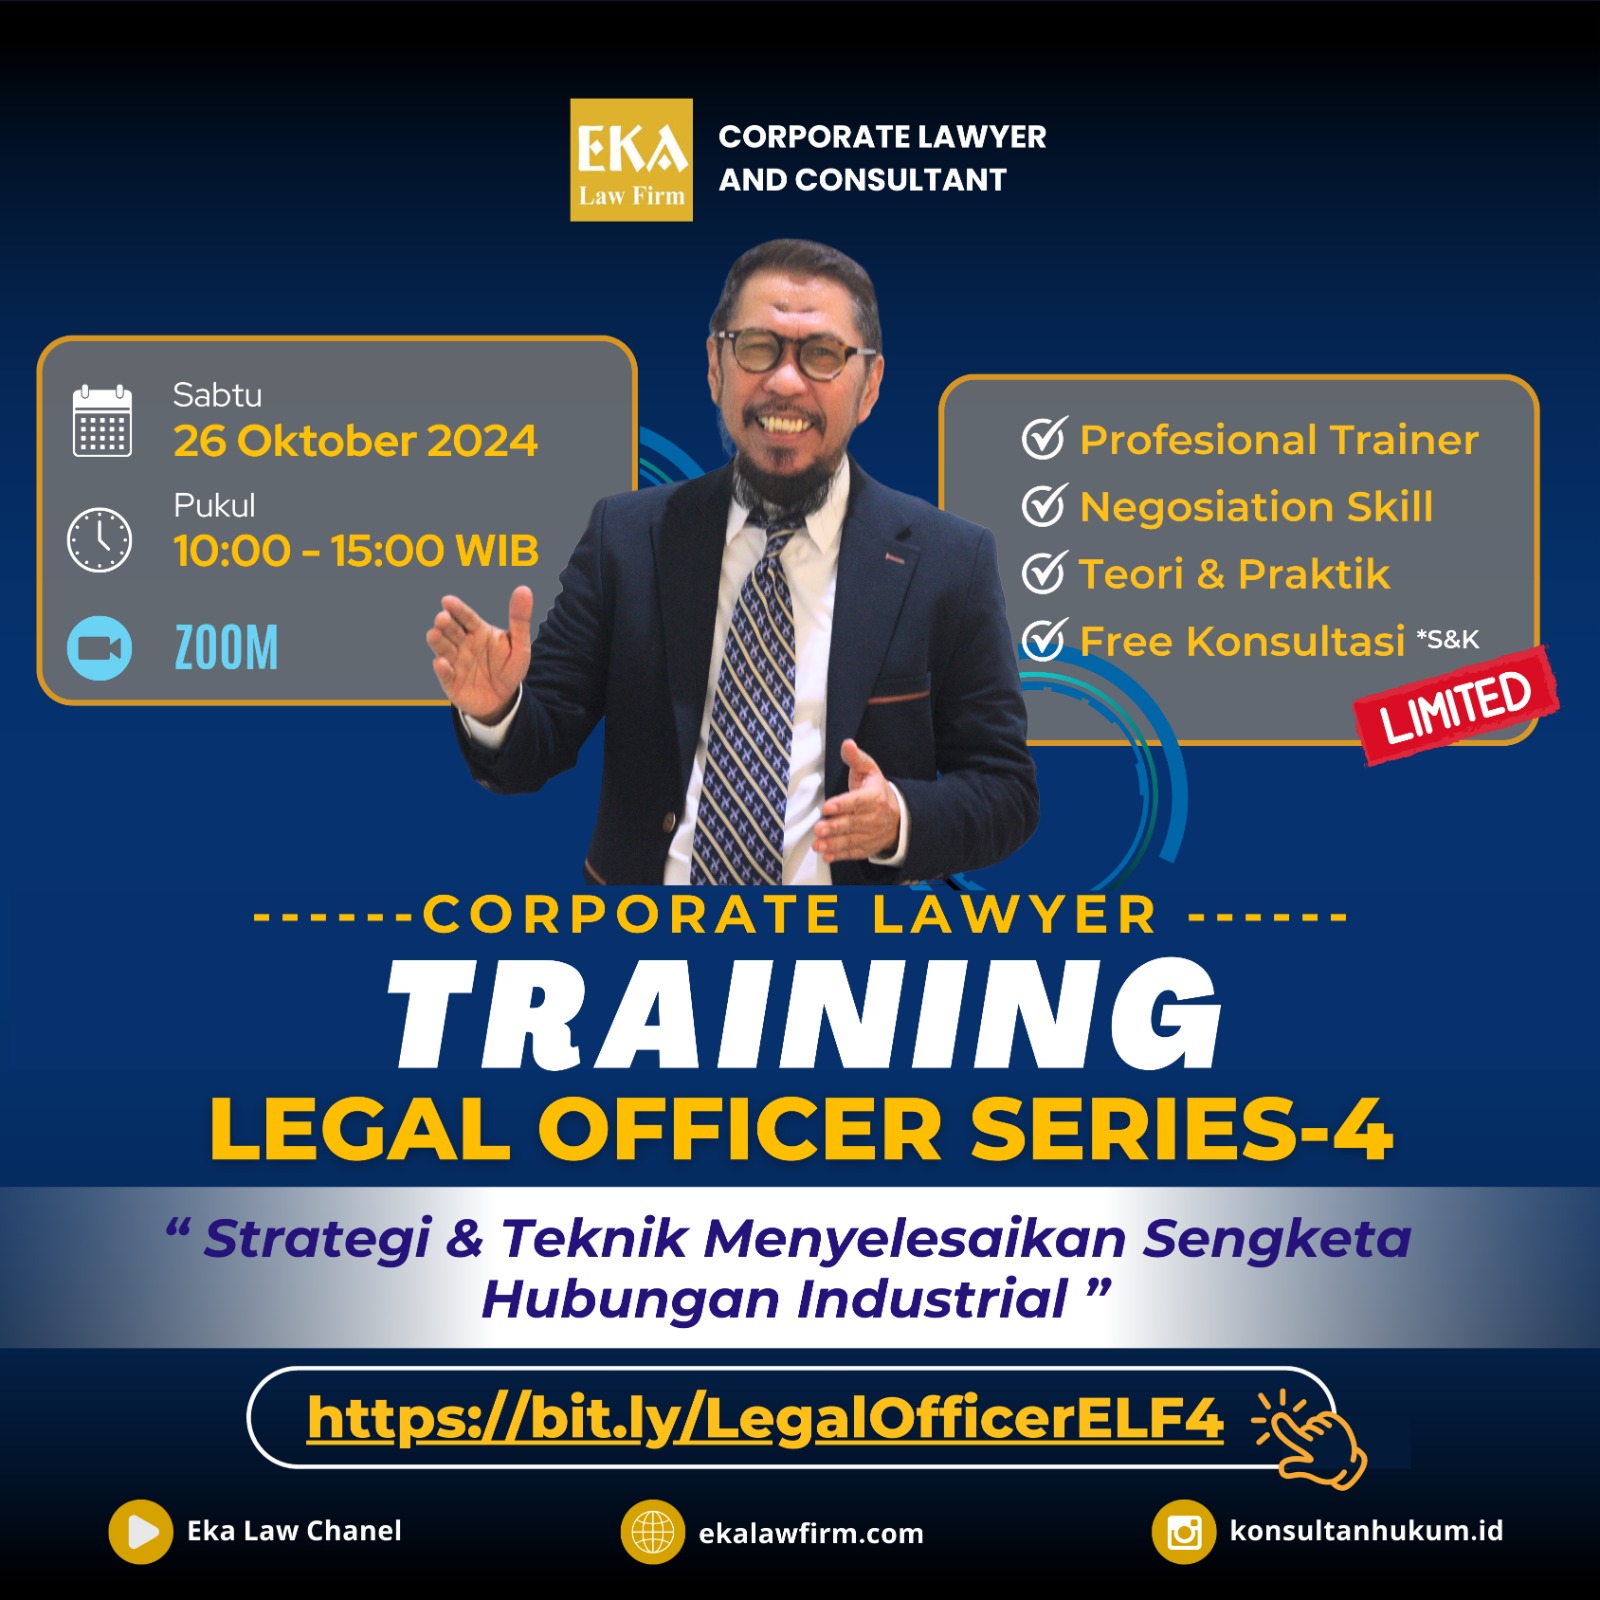 EKA
Law Firm
CORPORATE LAWYER
AND CONSULTANT
Sabtu
26 Oktober 2024
Pukul
10:00 - 15:00 WIB
ZOOM
Profesional Trainer
Negosiation Skill
Teori & Praktik
Free Konsultasi *S&K
LIMITED
------CORPORATE LAWYER ------
TRAINING
LEGAL OFFICER SERIES-4
“ Strategi & Teknik Menyelesaikan Sengketa
Hubungan Industrial ”
https://bit.ly/LegalOfficerELF4
Eka Law Chanel
ekalawfirm.com
konsultanhukum.id